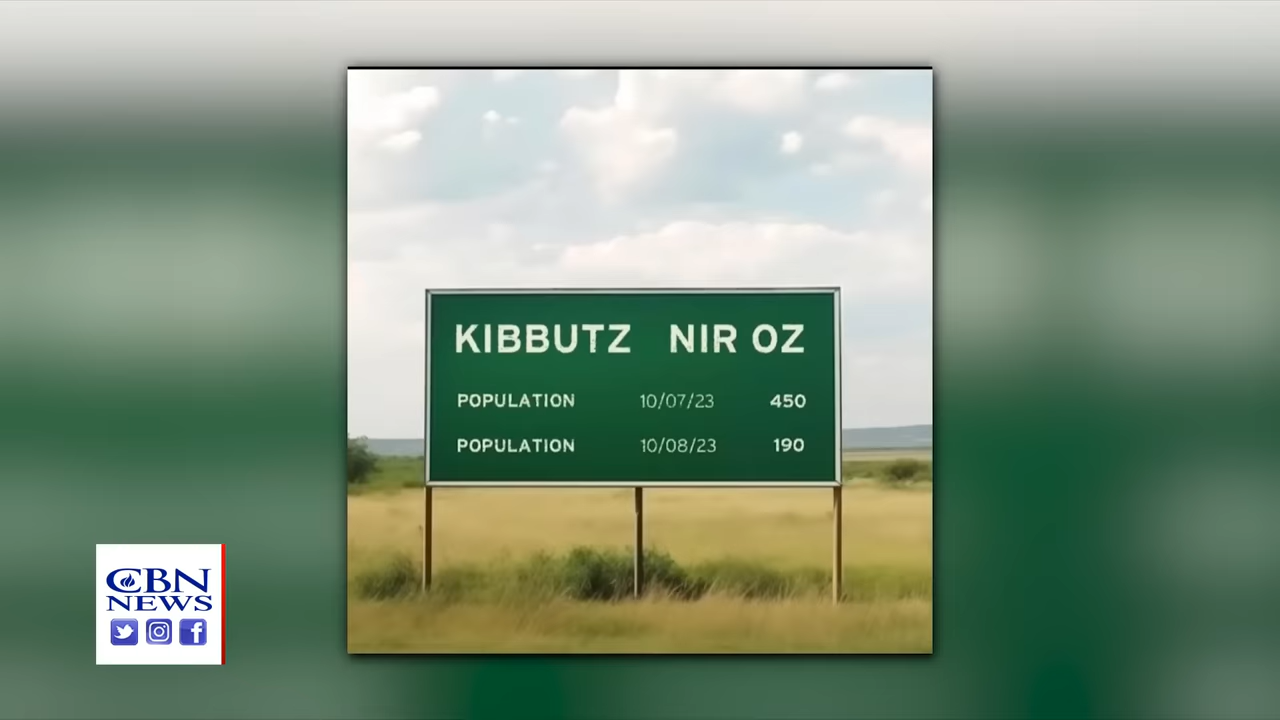 KIBBUTZ NIR OZ
POPULATION 10/07/23 450
POPULATION 10/08/23 190
CBN
NEWS